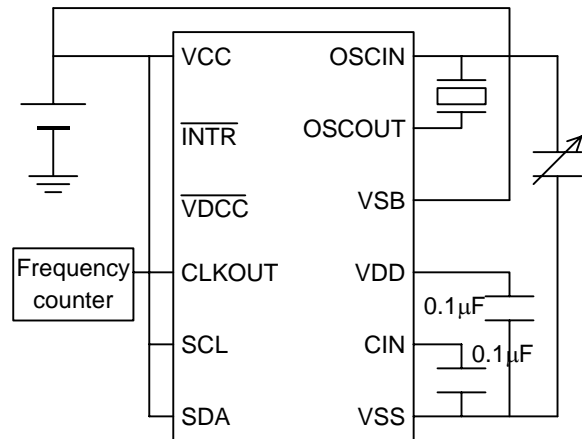 VCC
OSCIN
INTR
OSCOUT
VDCC
VSB
Frequency
counter
CLKOUT
VDD
0.1μF
SCL
CIN
0.1μF
SDA
VSS